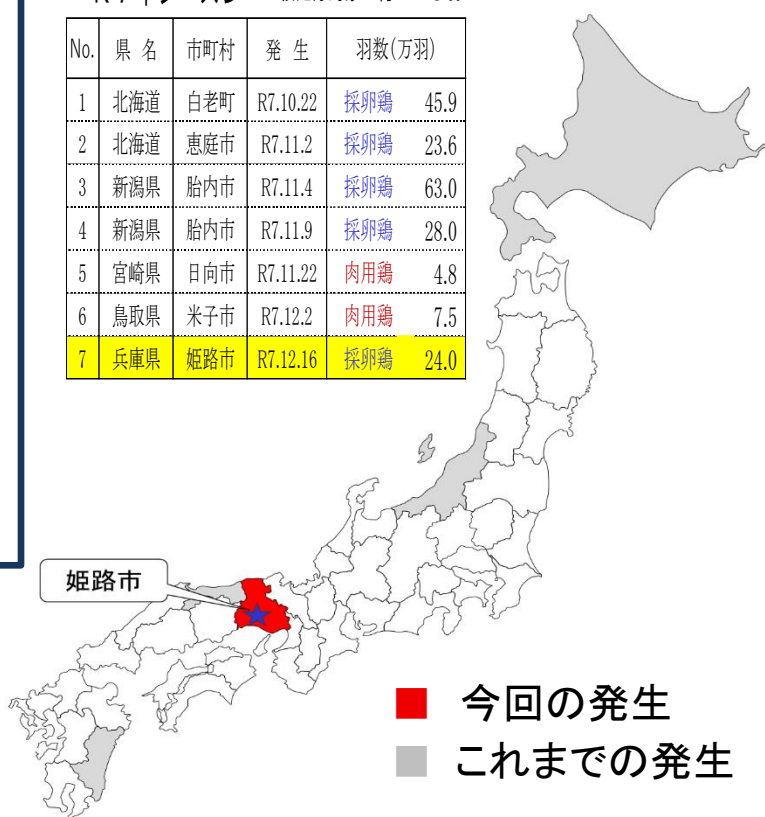 No. 県 名 市町村 発 生 羽数(万羽)
1 北海道 白老町 R7.10.22 採卵鶏 45.9
2 北海道 恵庭市 R7.11.2 採卵鶏 23.6
3 新潟県 胎内市 R7.11.4 採卵鶏 63.0
4 新潟県 胎内市 R7.11.9 採卵鶏 28.0
5 宮崎県 日向市 R7.11.22 肉用鶏 4.8
6 鳥取県 米子市 R7.12.2 肉用鶏 7.5
7 兵庫県 姫路市 R7.12.16 採卵鶏 24.0
姫路市
今回の発生
これまでの発生